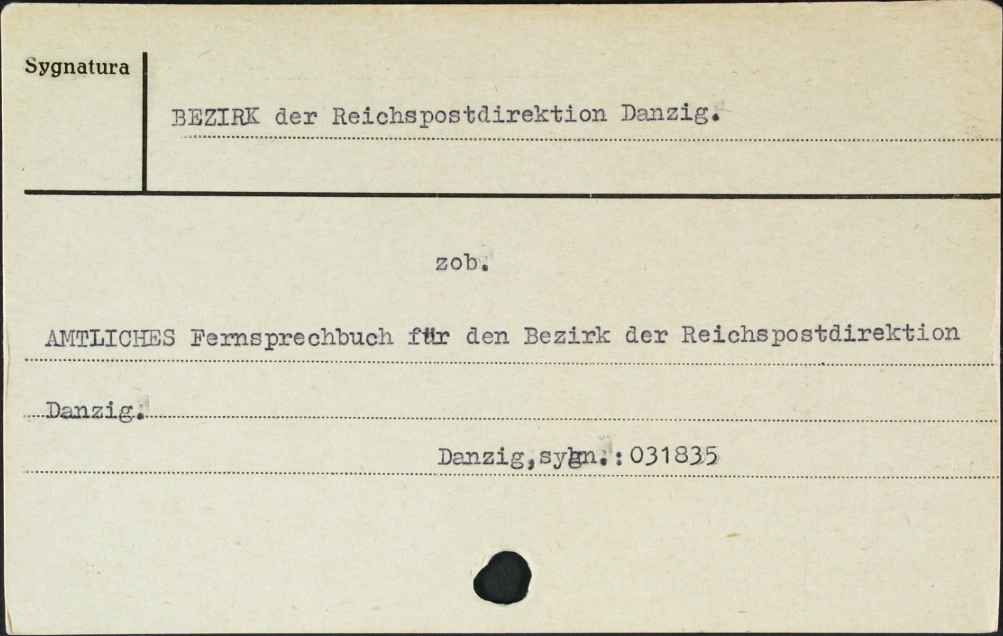 Sygnatura
BEZIRK der Reichspostdirektion Danzig.
zob.
AMTLICHES Fernsprechbuch für den Bezirk der Reichspostdirektion
Danzig.
Danzig,sygn.:031835